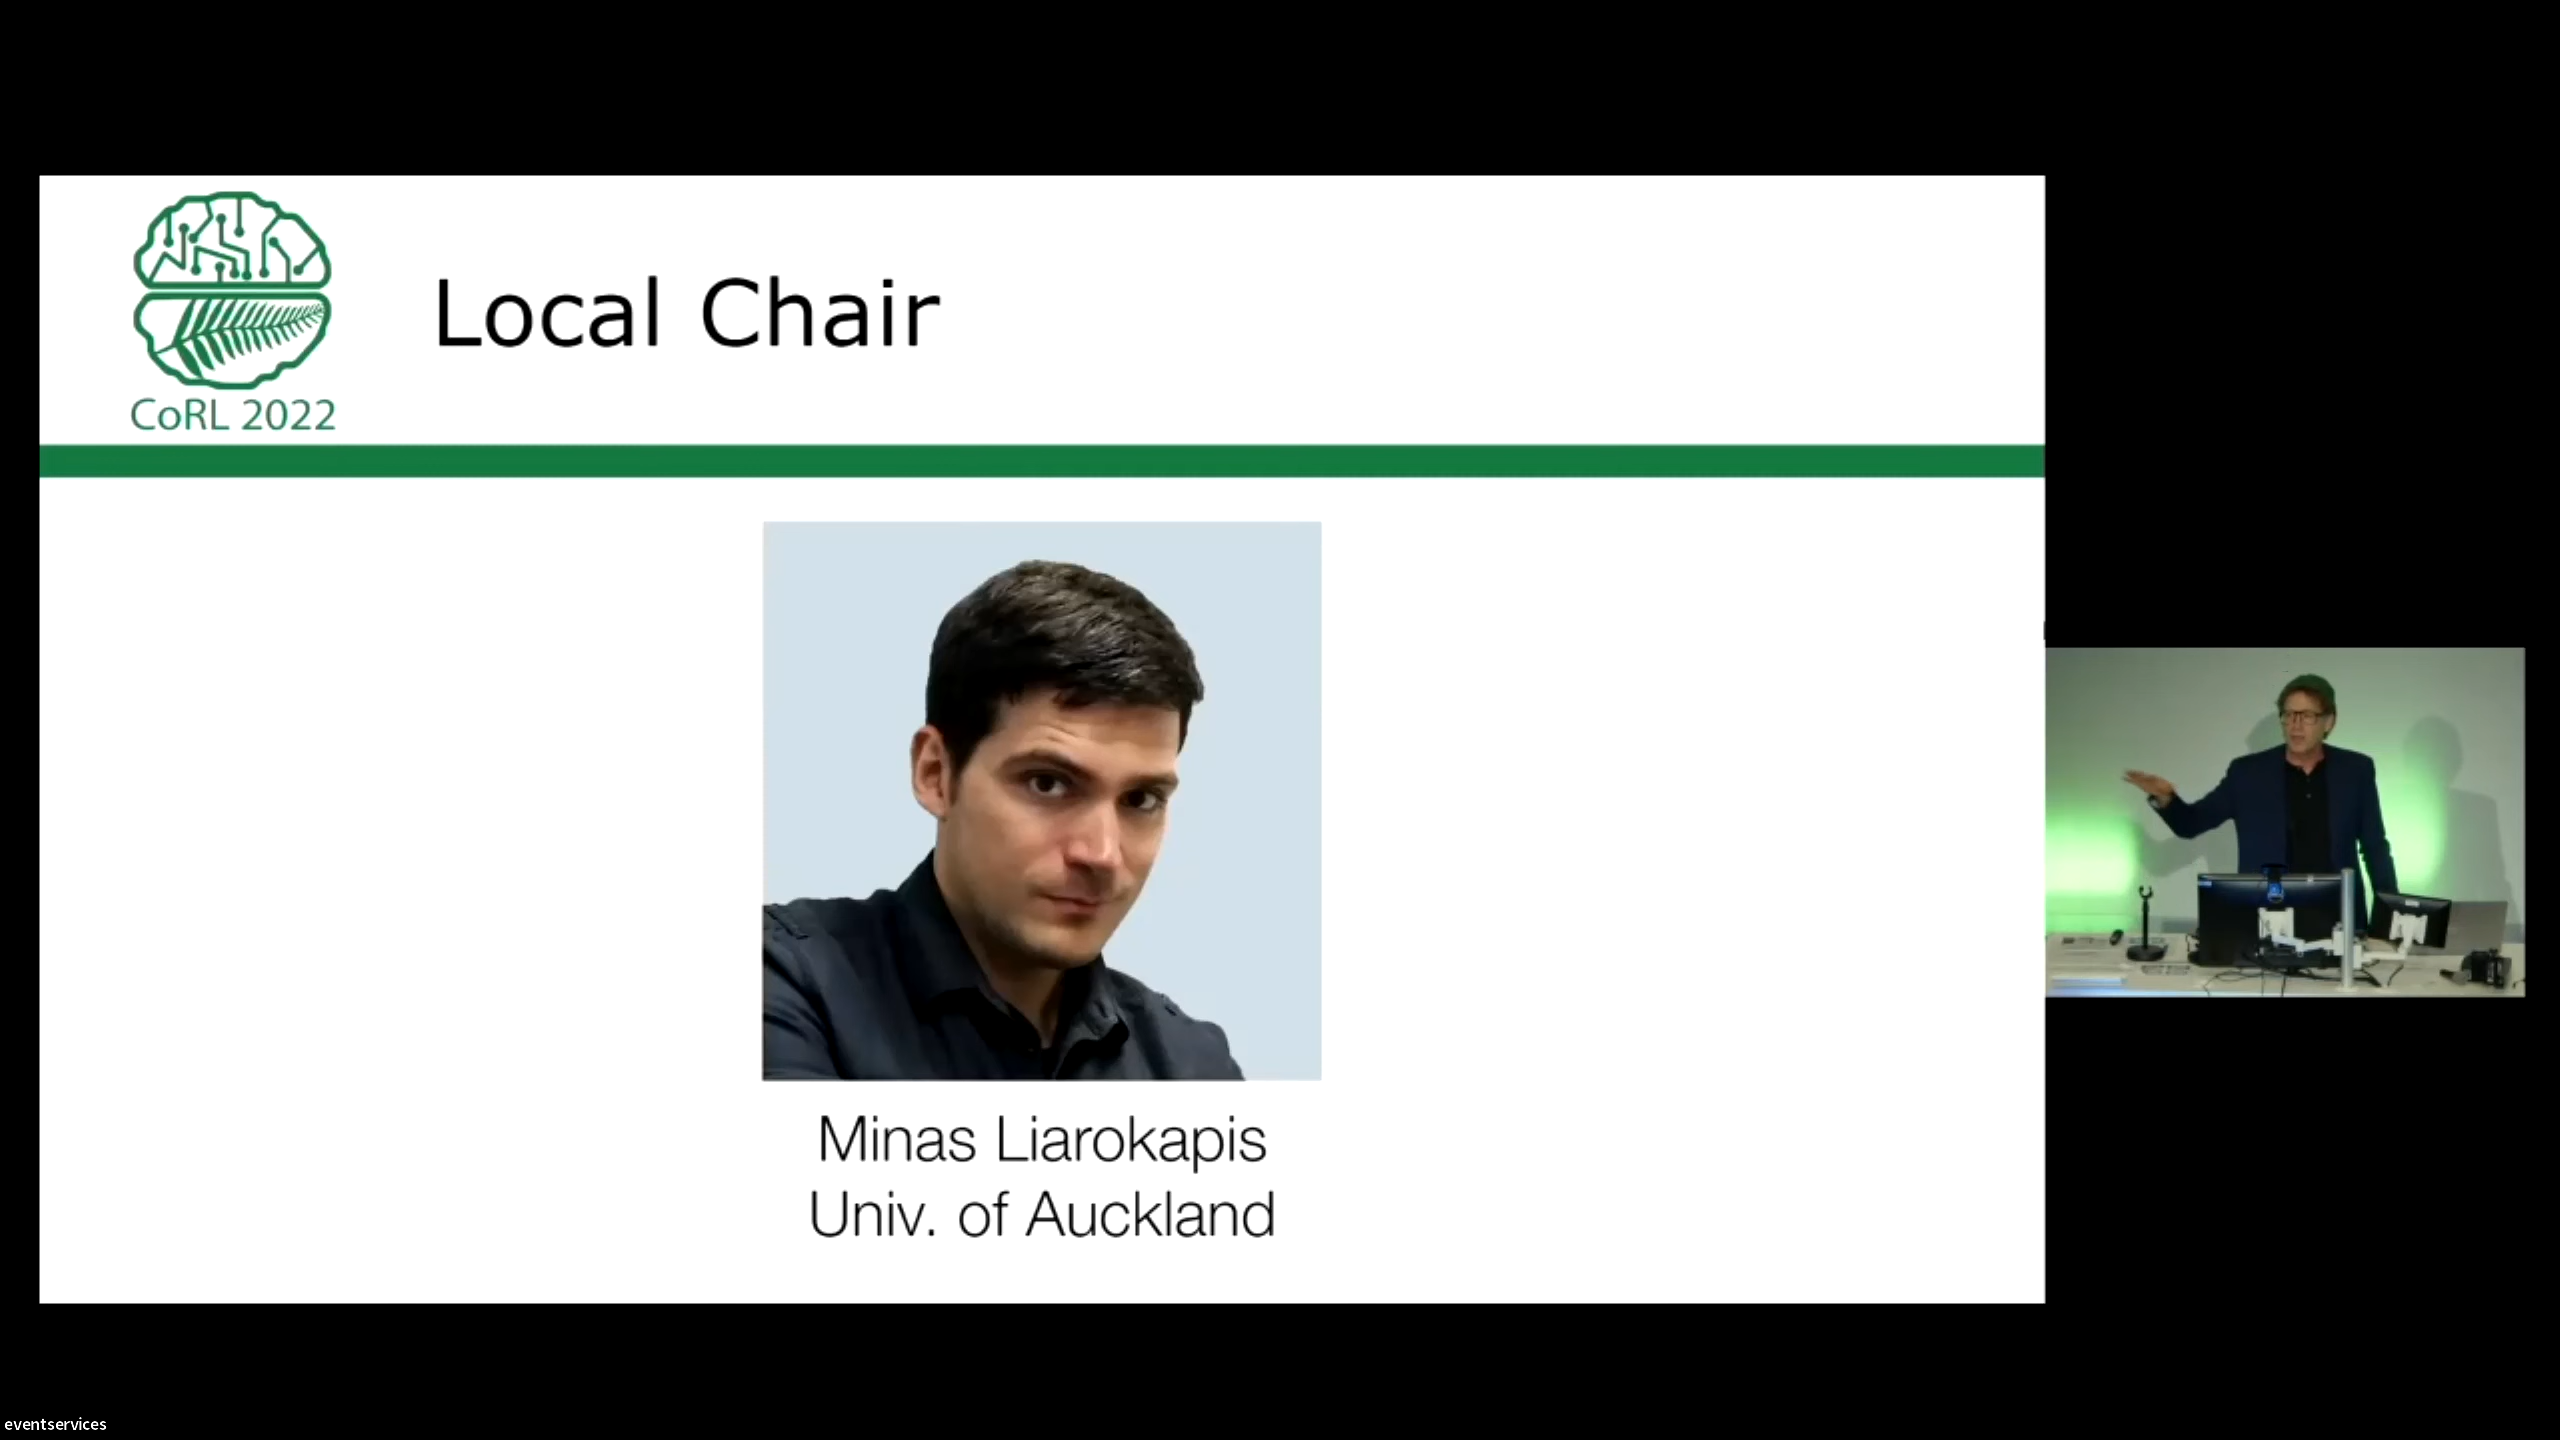 Local Chair
CoRL 2022
Minas Liarokapis
Univ. of Auckland
eventservices